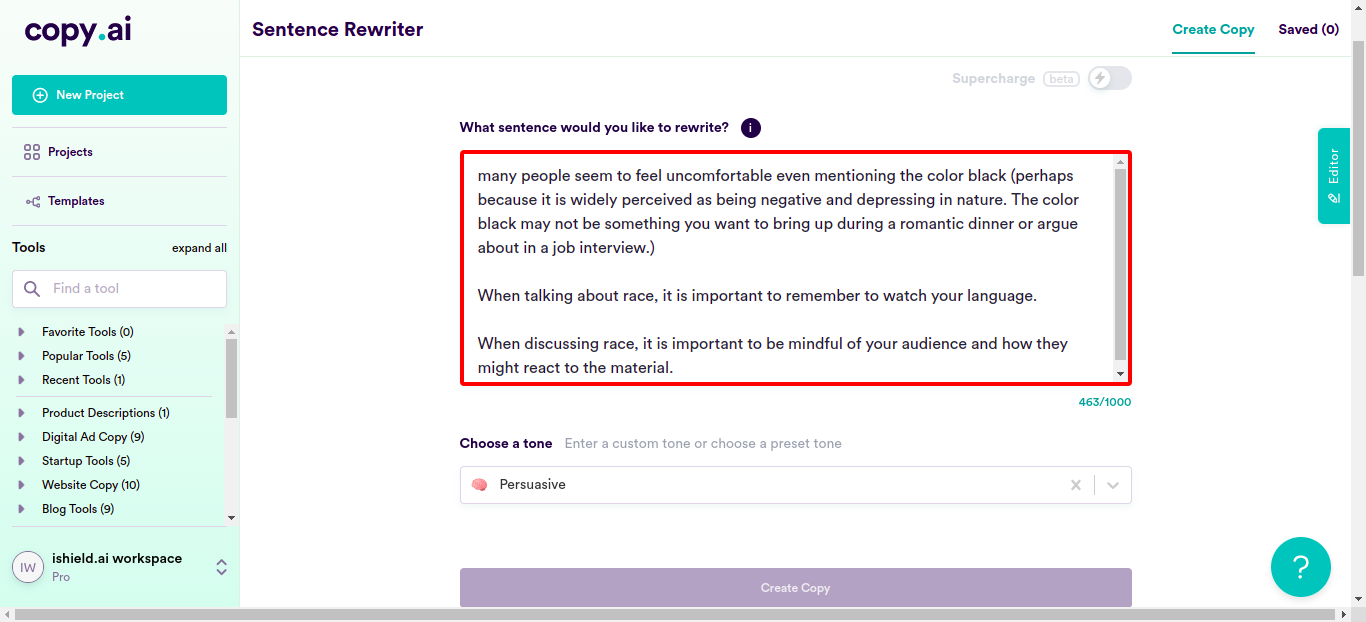 copy.ai
New Project
Projects
Templates
Tools
expand all
Find a tool
Favorite Tools (0)
Popular Tools (5)
Recent Tools (1)
Product Descriptions (1)
Digital Ad Copy (9)
Startup Tools (5)
Website Copy (10)
Blog Tools (9)
IW
ishield.ai workspace
Pro
Sentence Rewriter
Create Copy
Saved (0)
Supercharge beta
What sentence would you like to rewrite? i
many people seem to feel uncomfortable even mentioning the color black (perhaps
because it is widely perceived as being negative and depressing in nature. The color
black may not be something you want to bring up during a romantic dinner or argue
about in a job interview.)
When talking about race, it is important to remember to watch your language.
When discussing race, it is important to be mindful of your audience and how they
might react to the material.
463/1000
Choose a tone Enter a custom tone or choose a preset tone
Persuasive
Create Copy
Editor
?